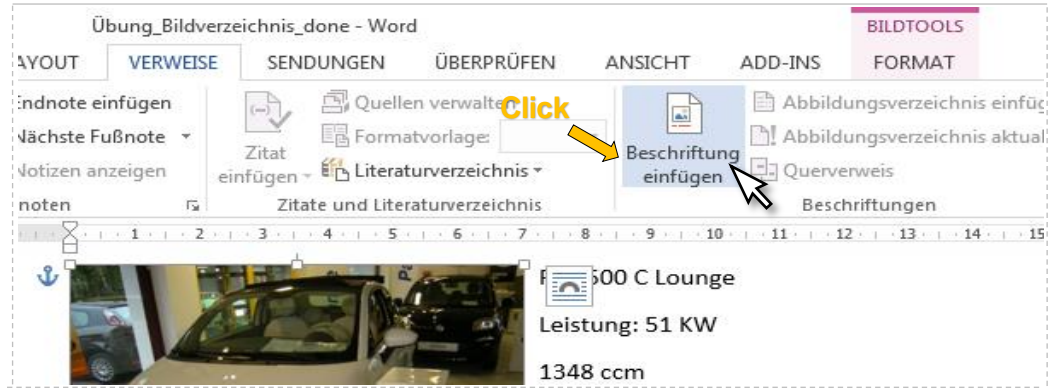 Übung_Bildverzeichnis_done - Word
BILDTOOLS
AYOUT VERWEISE SENDUNGEN ÜBERPRÜFEN ANSICHT ADD-INS FORMAT
Endnote einfügen
Nächste Fußnote
Notizen anzeigen
noten
Zitat
einfügen
Quellen verwalten
Formatvorlage:
Literaturverzeichnis
Zitate und Literaturverzeichnis
Click
Beschriftung
einfügen
Abbildungsverzeichnis einfüg
Abbildungsverzeichnis aktual
Querverweis
Beschriftungen
1 2 3 4 5 6 7 8 9 10 11 12 13 14 15
500 C Lounge
Leistung: 51 KW
1348 ccm